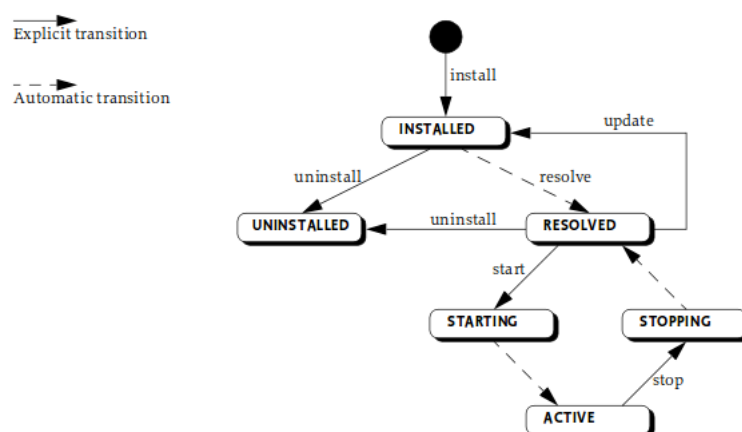 Explicit transition
Automatic transition
install
INSTALLED
update
uninstall
resolve
UNINSTALLED
uninstall
RESOLVED
start
STARTING
STOPPING
stop
ACTIVE